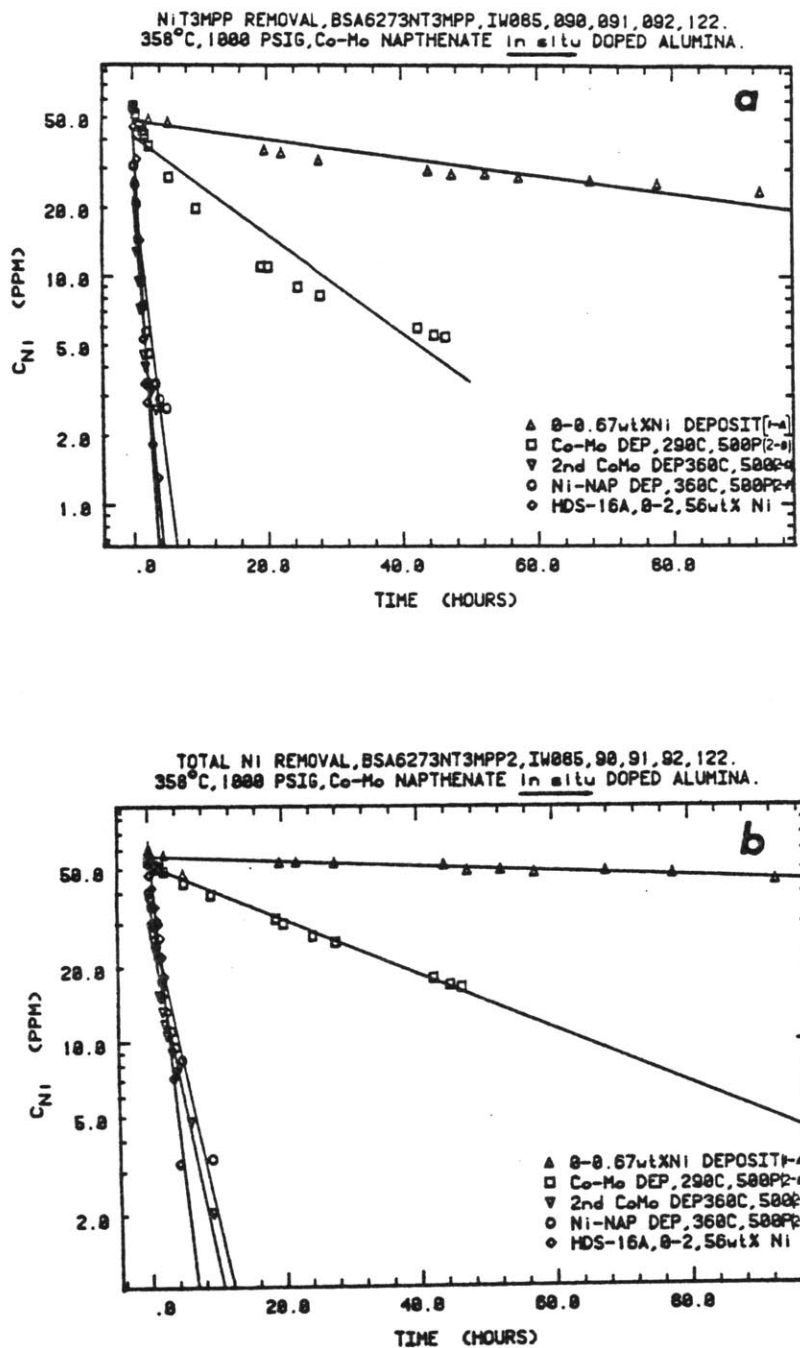 NiT3MPP REMOVAL,BSA6273NT3MPP,IW085,090,091,092,122.
358°C,1000 PSIG,Co-Mo NAPTHENATE in situ DOPED ALUMINA.
a
50.0
20.0
10.0
5.0
2.0
1.0
CNi (PPM)
△ 0-0.67wt%Ni DEPOSIT
□ Co-Mo DEP,290C,500P
▽ 2nd CoMo DEP360C,500
○ Ni-NAP DEP,360C,500P
◇ HDS-16A,0-2,56wt% Ni
.0 20.0 40.0 60.0 80.0
TIME (HOURS)
TOTAL Ni REMOVAL,BSA6273NT3MPP2,IW085,90,91,92,122.
358°C,1000 PSIG,Co-Mo NAPTHENATE in situ DOPED ALUMINA.
b
50.0
20.0
10.0
5.0
2.0
CNi (PPM)
△ 0-0.67wt%Ni DEPOSIT
□ Co-Mo DEP,290C,500P
▽ 2nd CoMo DEP360C,500
○ Ni-NAP DEP,360C,500P
◇ HDS-16A,0-2,56wt% Ni
.0 20.0 40.0 60.0 80.0
TIME (HOURS)